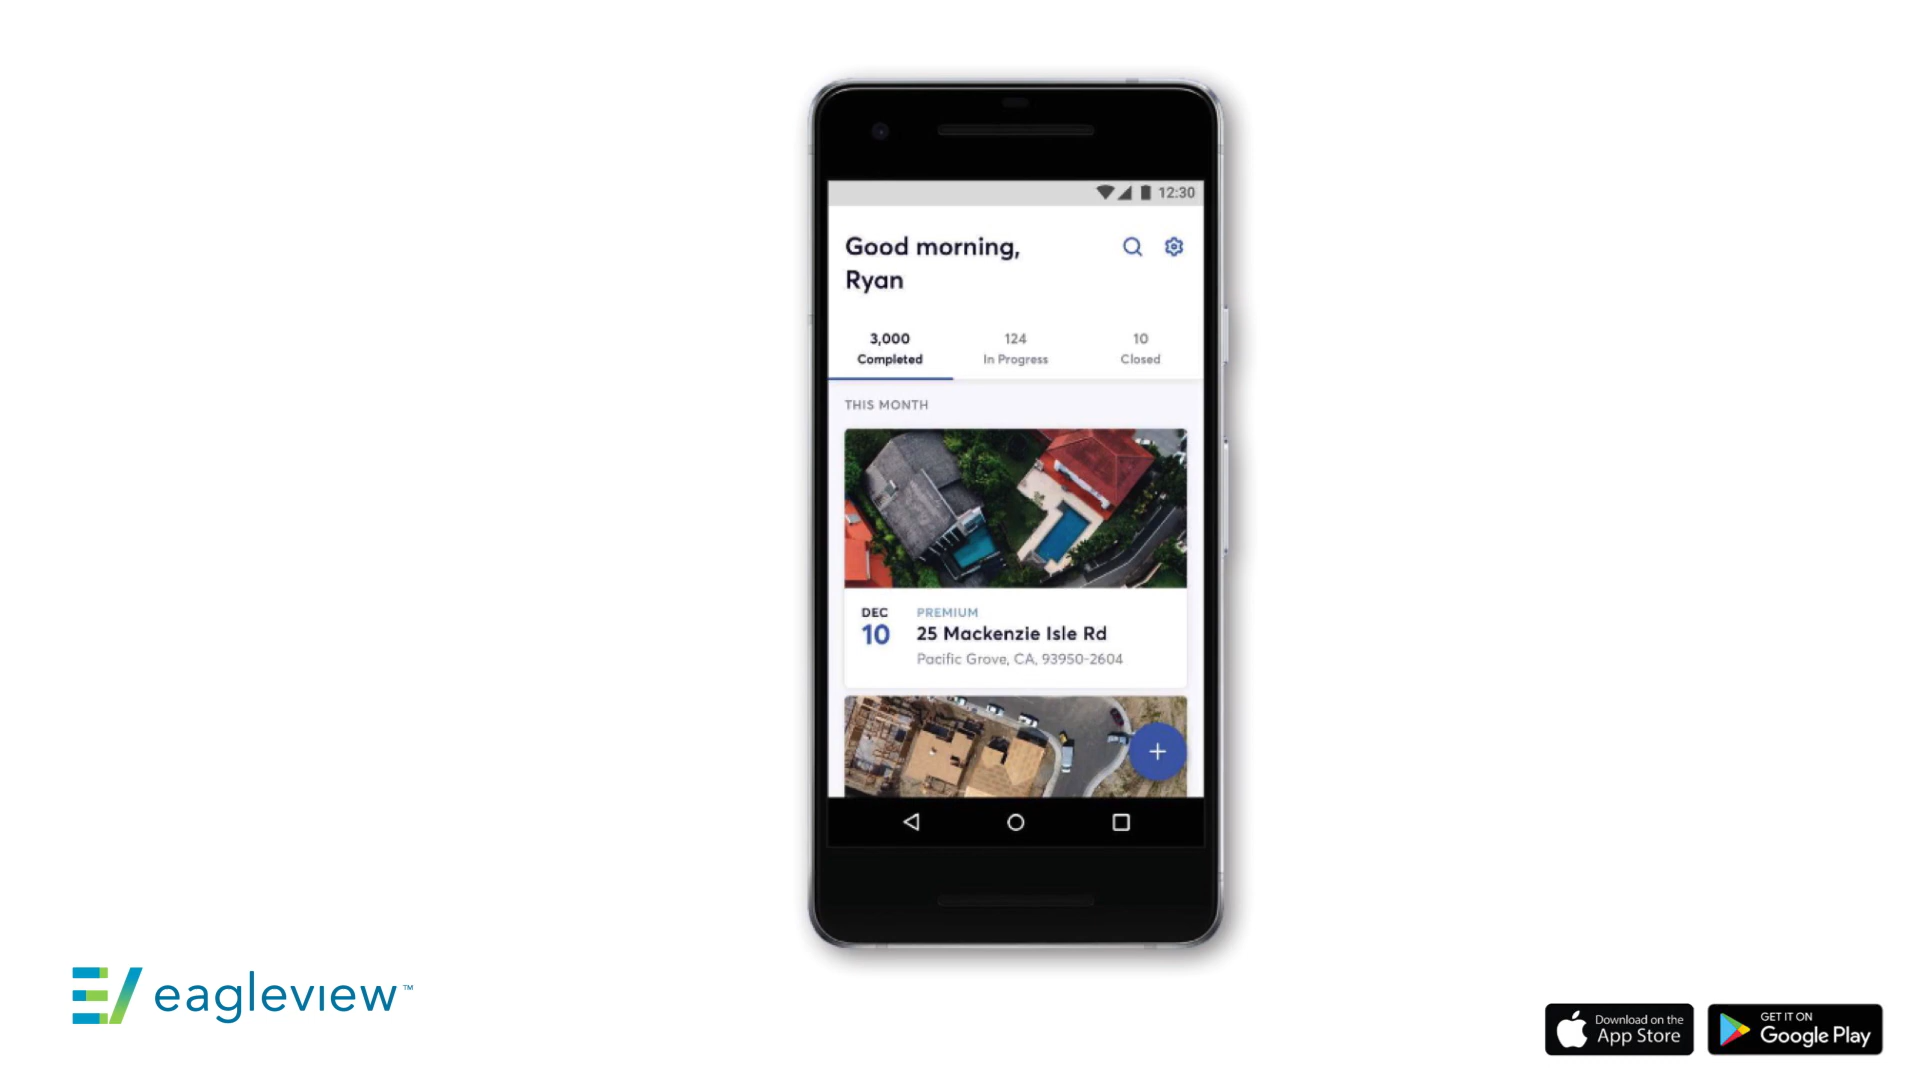 12:30
Good morning,
Ryan
3,000
Completed
124
In Progress
10
Closed
THIS MONTH
DEC
10
PREMIUM
25 Mackenzie Isle Rd
Pacific Grove, CA, 93950-2604
+
eagleview™
Download on the
App Store
GET IT ON
Google Play